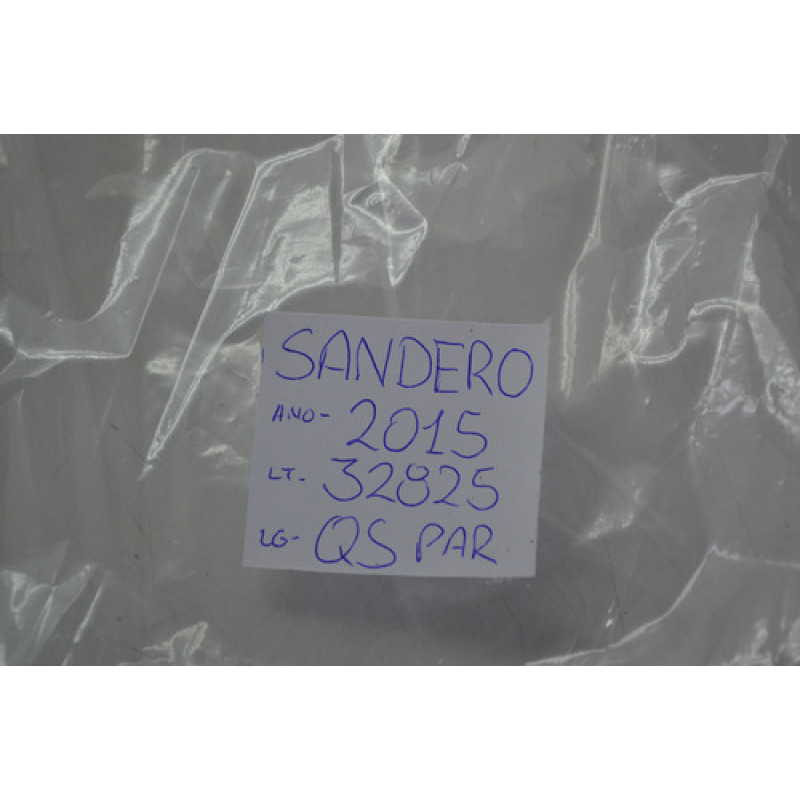 SANDERO
ANO- 2015
LT- 32825
LG- QS PAR